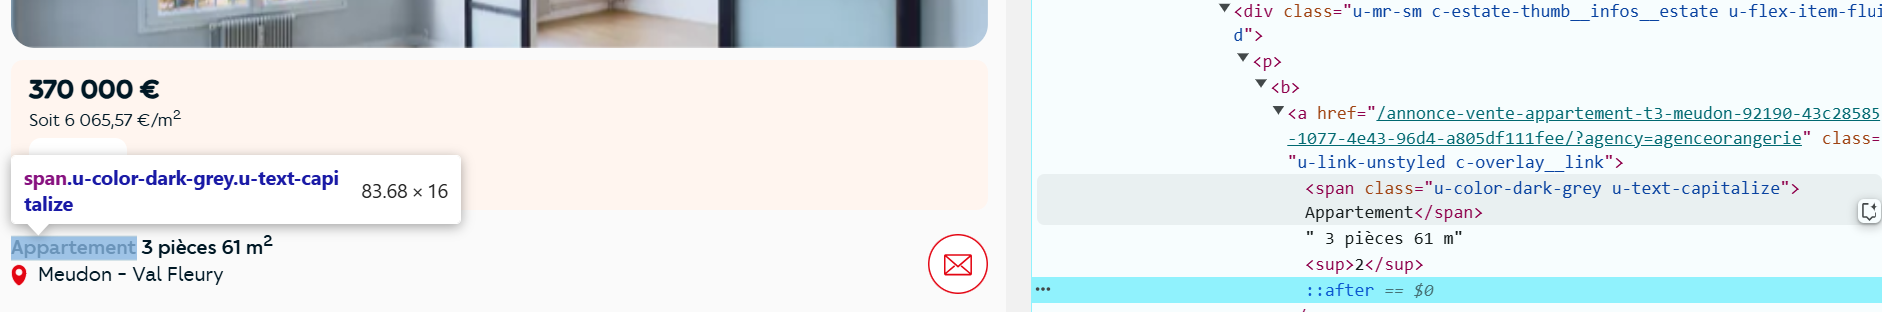 370 000 €
Soit 6 065,57 €/m²
span.u-color-dark-grey.u-text-capi
talize
83.68 × 16
Appartement 3 pièces 61 m²
Meudon - Val Fleury
<div class="u-mr-sm c-estate-thumb__infos__estate u-flex-item-flui
d">
<p>
<b>
<a href="/annonce-vente-appartement-t3-meudon-92190-43c28585
-1077-4e43-96d4-a805df111fee/?agency=agenceorangerie" class=
"u-link-unstyled c-overlay__link">
<span class="u-color-dark-grey u-text-capitalize">
Appartement</span>
" 3 pièces 61 m"
<sup>2</sup>
::after == $0